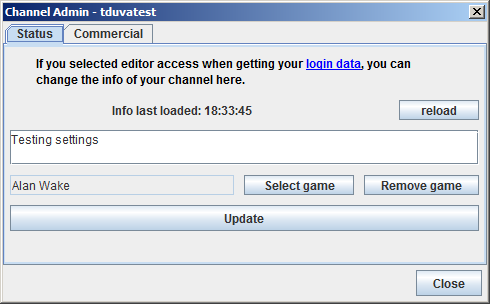 Channel Admin - tduvatest
Status Commercial
If you selected editor access when getting your login data, you can
change the info of your channel here.
Info last loaded: 18:33:45 reload
Testing settings
Alan Wake Select game Remove game
Update
Close